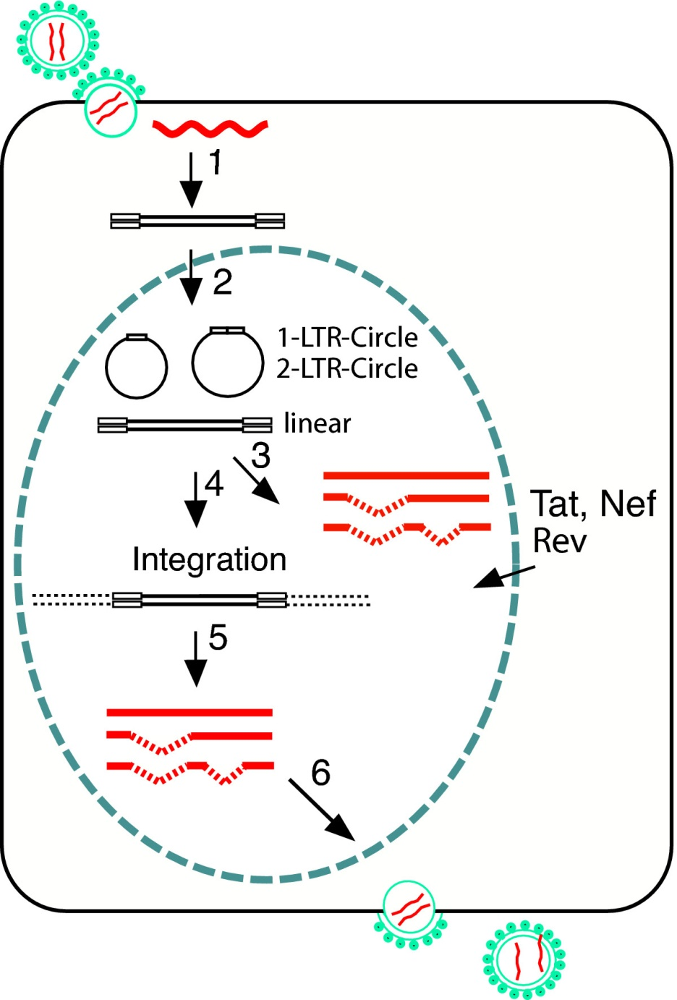 1
2
1-LTR-Circle
2-LTR-Circle
linear
3
4
Tat, Nef
Rev
Integration
5
6